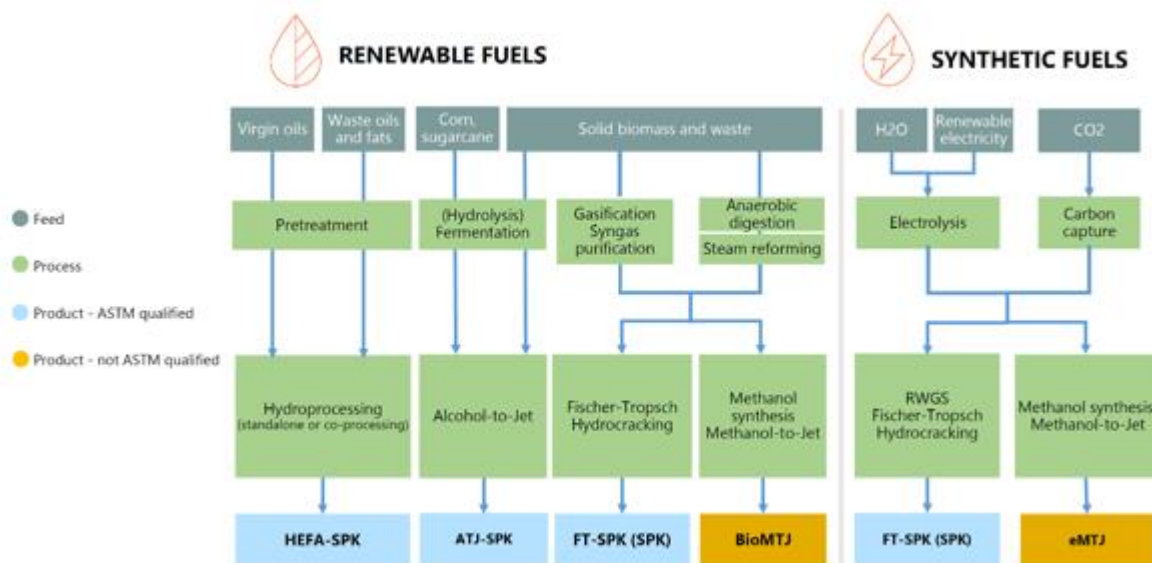 RENEWABLE FUELS
SYNTHETIC FUELS
Virgin oils
Waste oils
and fats
Corn,
sugarcane
Solid biomass and waste
H2O
Renewable
electricity
CO2
Feed
Process
Product - ASTM qualified
Product - not ASTM qualified
Pretreatment
(Hydrolysis)
Fermentation
Gasification
Syngas
purification
Anaerobic
digestion
Steam reforming
Electrolysis
Carbon
capture
Hydroprocessing
(standalone or co-processing)
Alcohol-to-Jet
Fischer-Tropsch
Hydrocracking
Methanol
synthesis
Methanol-to-Jet
RWGS
Fischer-Tropsch
Hydrocracking
Methanol synthesis
Methanol-to-Jet
HEFA-SPK
ATJ-SPK
FT-SPK (SPK)
BioMTJ
FT-SPK (SPK)
eMTJ